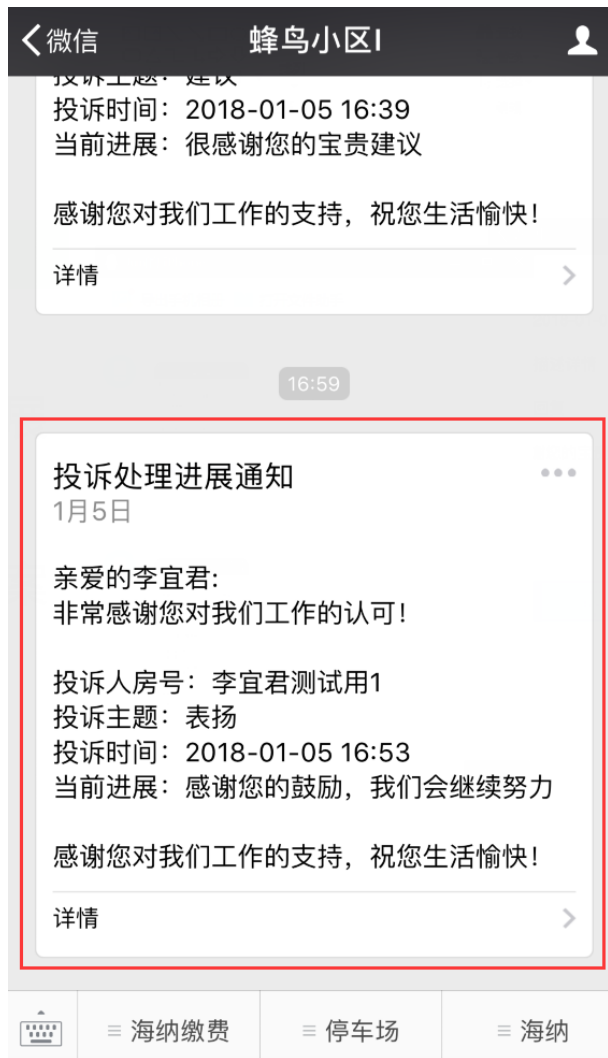 微信
蜂鸟小区I
投诉主题：建议
投诉时间：2018-01-05 16:39
当前进展：很感谢您的宝贵建议
感谢您对我们工作的支持，祝您生活愉快！
详情
16:59
投诉处理进展通知
1月5日
亲爱的李宜君:
非常感谢您对我们工作的认可！
投诉人房号：李宜君测试用1
投诉主题：表扬
投诉时间：2018-01-05 16:53
当前进展：感谢您的鼓励，我们会继续努力
感谢您对我们工作的支持，祝您生活愉快！
详情
海纳缴费
停车场
海纳